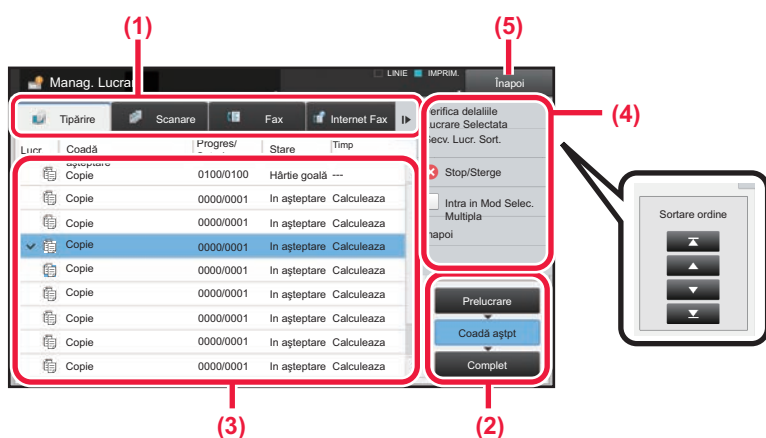 (1)
(5)
Manag. Lucrari
LINIE IMPRIM.
Înapoi
Tipărire Scanare Fax Internet Fax
(4)
Verifica delaliile
Lucrare Selectata
Secv. Lucr. Sort.
Stop/Sterge
Intra in Mod Selec.
Multipla
Inapoi
Lucr. Coadă Progres/ Stare Timp
aşteptare
Copie 0100/0100 Hârtie goală ---
Copie 0000/0001 In aşteptare Calculeaza
Copie 0000/0001 In aşteptare Calculeaza
Copie 0000/0001 In aşteptare Calculeaza
Copie 0000/0001 In aşteptare Calculeaza
Copie 0000/0001 In aşteptare Calculeaza
Copie 0000/0001 In aşteptare Calculeaza
Copie 0000/0001 In aşteptare Calculeaza
Copie 0000/0001 In aşteptare Calculeaza
Prelucrare
Coadă aştpt
Complet
Sortare ordine
(3)
(2)